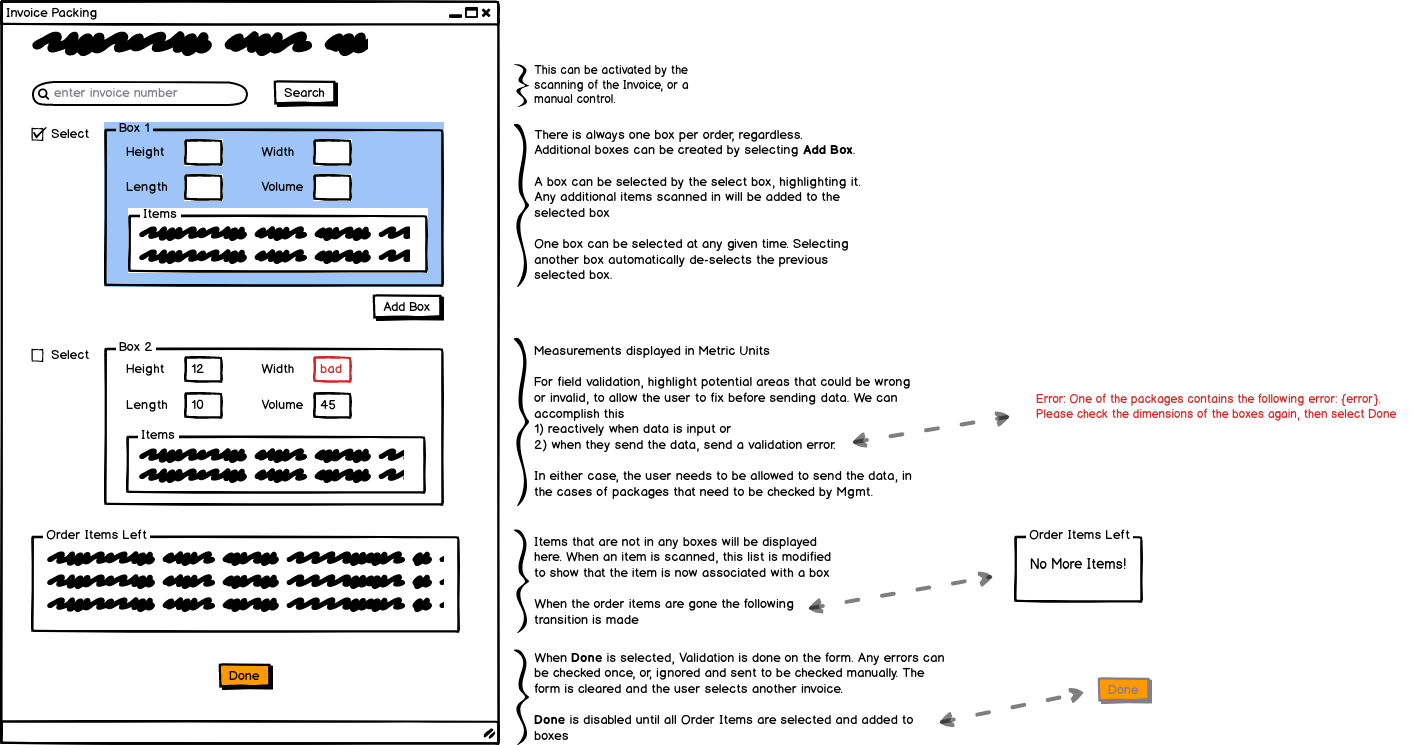 Invoice Packing
enter invoice number
Search
This can be activated by the
scanning of the Invoice, or a
manual control.
Select
Box 1
Height
Width
Length
Volume
Items
There is always one box per order, regardless.
Additional boxes can be created by selecting Add Box.
A box can be selected by the select box, highlighting it.
Any additional items scanned in will be added to the
selected box
One box can be selected at any given time. Selecting
another box automatically de-selects the previous
selected box.
Add Box
Select
Box 2
Height 12
Width bad
Length 10
Volume 45
Items
Measurements displayed in Metric Units
For field validation, highlight potential areas that could be wrong
or invalid, to allow the user to fix before sending data. We can
accomplish this
1) reactively when data is input or
2) when they send the data, send a validation error.
In either case, the user needs to be allowed to send the data, in
the cases of packages that need to be checked by Mgmt.
Error: One of the packages contains the following error: {error}.
Please check the dimensions of the boxes again, then select Done
Order Items Left
Items that are not in any boxes will be displayed
here. When an item is scanned, this list is modified
to show that the item is now associated with a box
When the order items are gone the following
transition is made
Order Items Left
No More Items!
Done
When Done is selected, Validation is done on the form. Any errors can
be checked once, or, ignored and sent to be checked manually. The
form is cleared and the user selects another invoice.
Done is disabled until all Order Items are selected and added to
boxes
Done